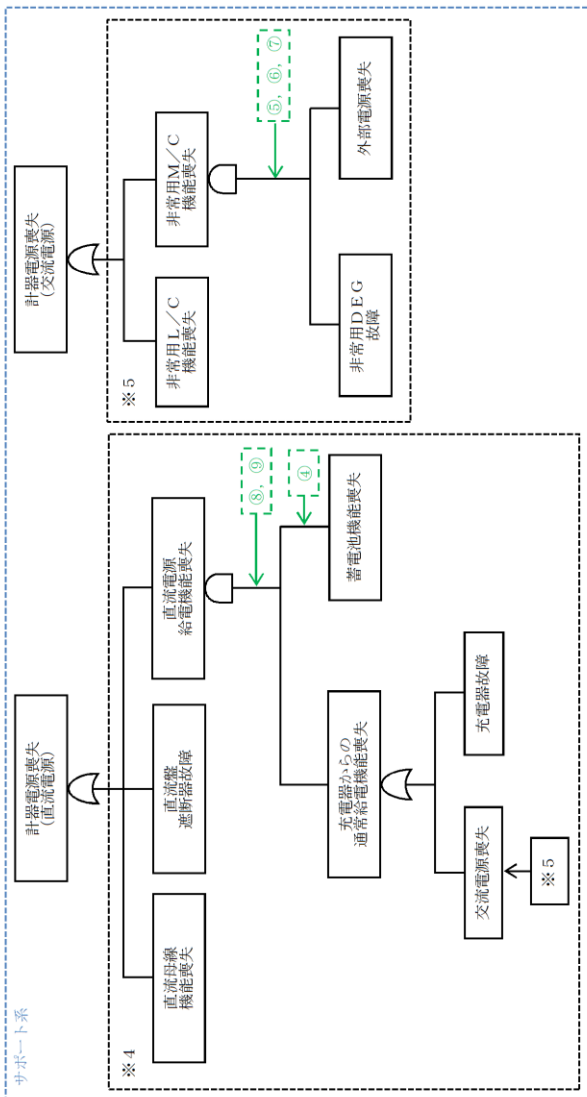 サポート系
計器電源喪失
(直流電源)
※4
直流母線
機能喪失
直流盤
遮断器故障
直流電源
給電機能喪失
⑧,⑨
④
充電器からの
通常給電機能喪失
蓄電池機能喪失
交流電源喪失
充電器故障
※5
計器電源喪失
(交流電源)
※5
非常用L/C
機能喪失
非常用M/C
機能喪失
⑤,⑥,⑦
非常用DEG
故障
外部電源喪失